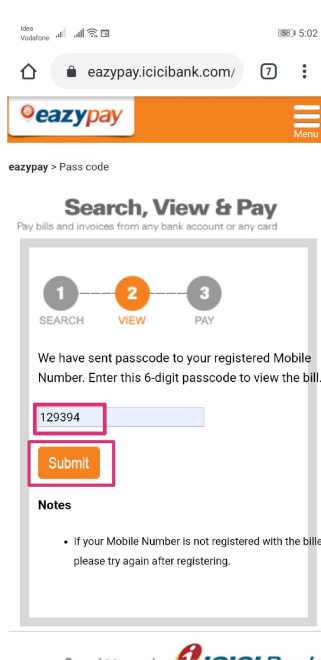 Idea
Vodafone
58 5:02
eazypay.icicibank.com/ 7
eazypay
Menu
eazypay > Pass code
Search, View & Pay
Pay bills and invoices from any bank account or any card
1 2 3
SEARCH VIEW PAY
We have sent passcode to your registered Mobile
Number. Enter this 6-digit passcode to view the bill.
129394
Submit
Notes
• If your Mobile Number is not registered with the bille
please try again after registering.
ICICI Bank